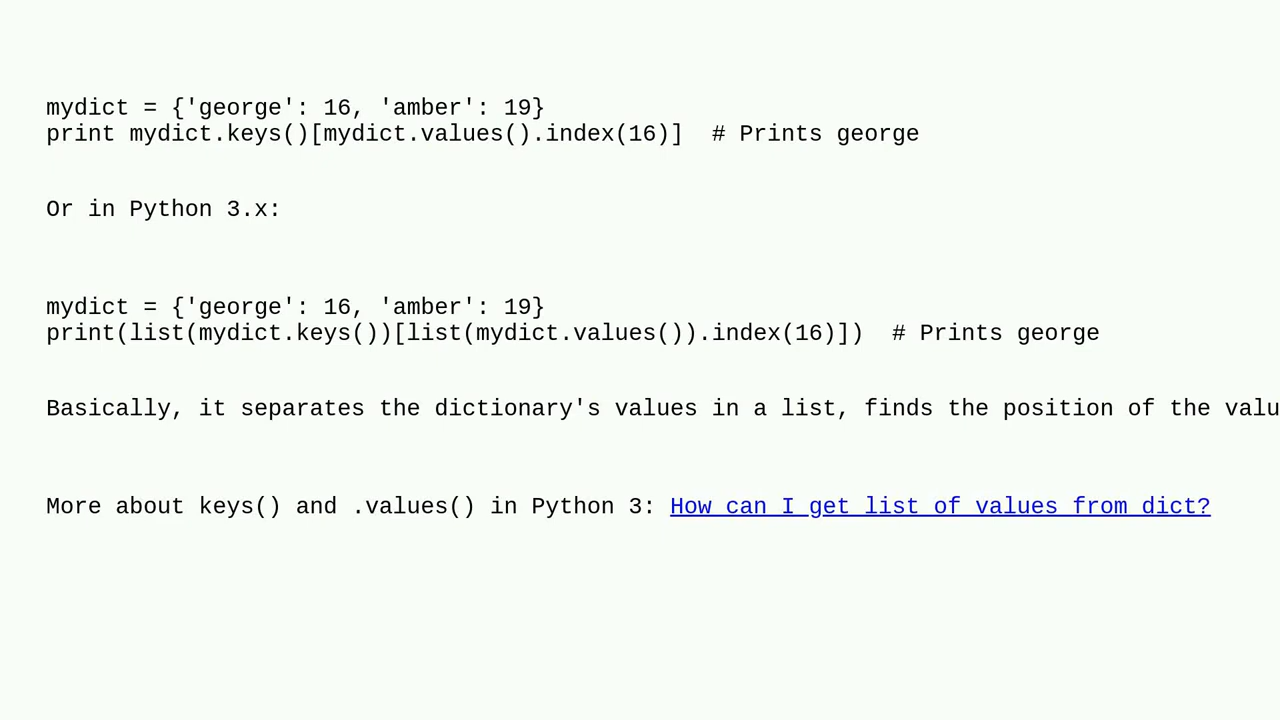 mydict = {'george': 16, 'amber': 19}
print mydict.keys()[mydict.values().index(16)]  # Prints george
Or in Python 3.x:
mydict = {'george': 16, 'amber': 19}
print(list(mydict.keys())[list(mydict.values()).index(16)])  # Prints george
Basically, it separates the dictionary's values in a list, finds the position of the valu
More about keys() and .values() in Python 3: How can I get list of values from dict?